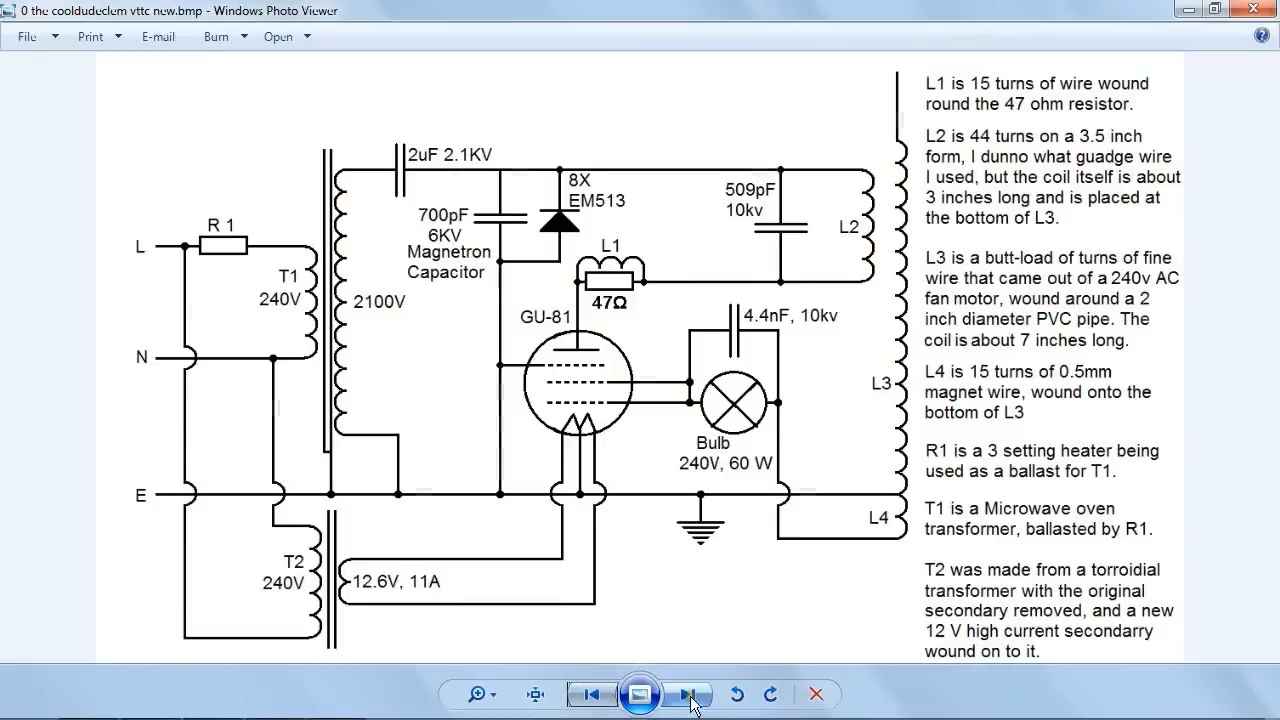 0 the cooldudeclem vttc new.bmp - Windows Photo Viewer
File Print E-mail Burn Open
L1 is 15 turns of wire wound
round the 47 ohm resistor.
L2 is 44 turns on a 3.5 inch
form, I dunno what guadge wire
I used, but the coil itself is about
3 inches long and is placed at
the bottom of L3.
L3 is a butt-load of turns of fine
wire that came out of a 240v AC
fan motor, wound around a 2
inch diameter PVC pipe. The
coil is about 7 inches long.
L4 is 15 turns of 0.5mm
magnet wire, wound onto the
bottom of L3
R1 is a 3 setting heater being
used as a ballast for T1.
T1 is a Microwave oven
transformer, ballasted by R1.
T2 was made from a torroidial
transformer with the original
secondary removed, and a new
12 V high current secondarry
wound on to it.
2uF 2.1KV
8X
EM513
700pF
6KV
Magnetron
Capacitor
509pF
10kv
L2
R 1
L
T1
240V
2100V
L1
47Ω
GU-81
4.4nF, 10kv
N
L3
Bulb
240V, 60 W
E
L4
T2
240V
12.6V, 11A